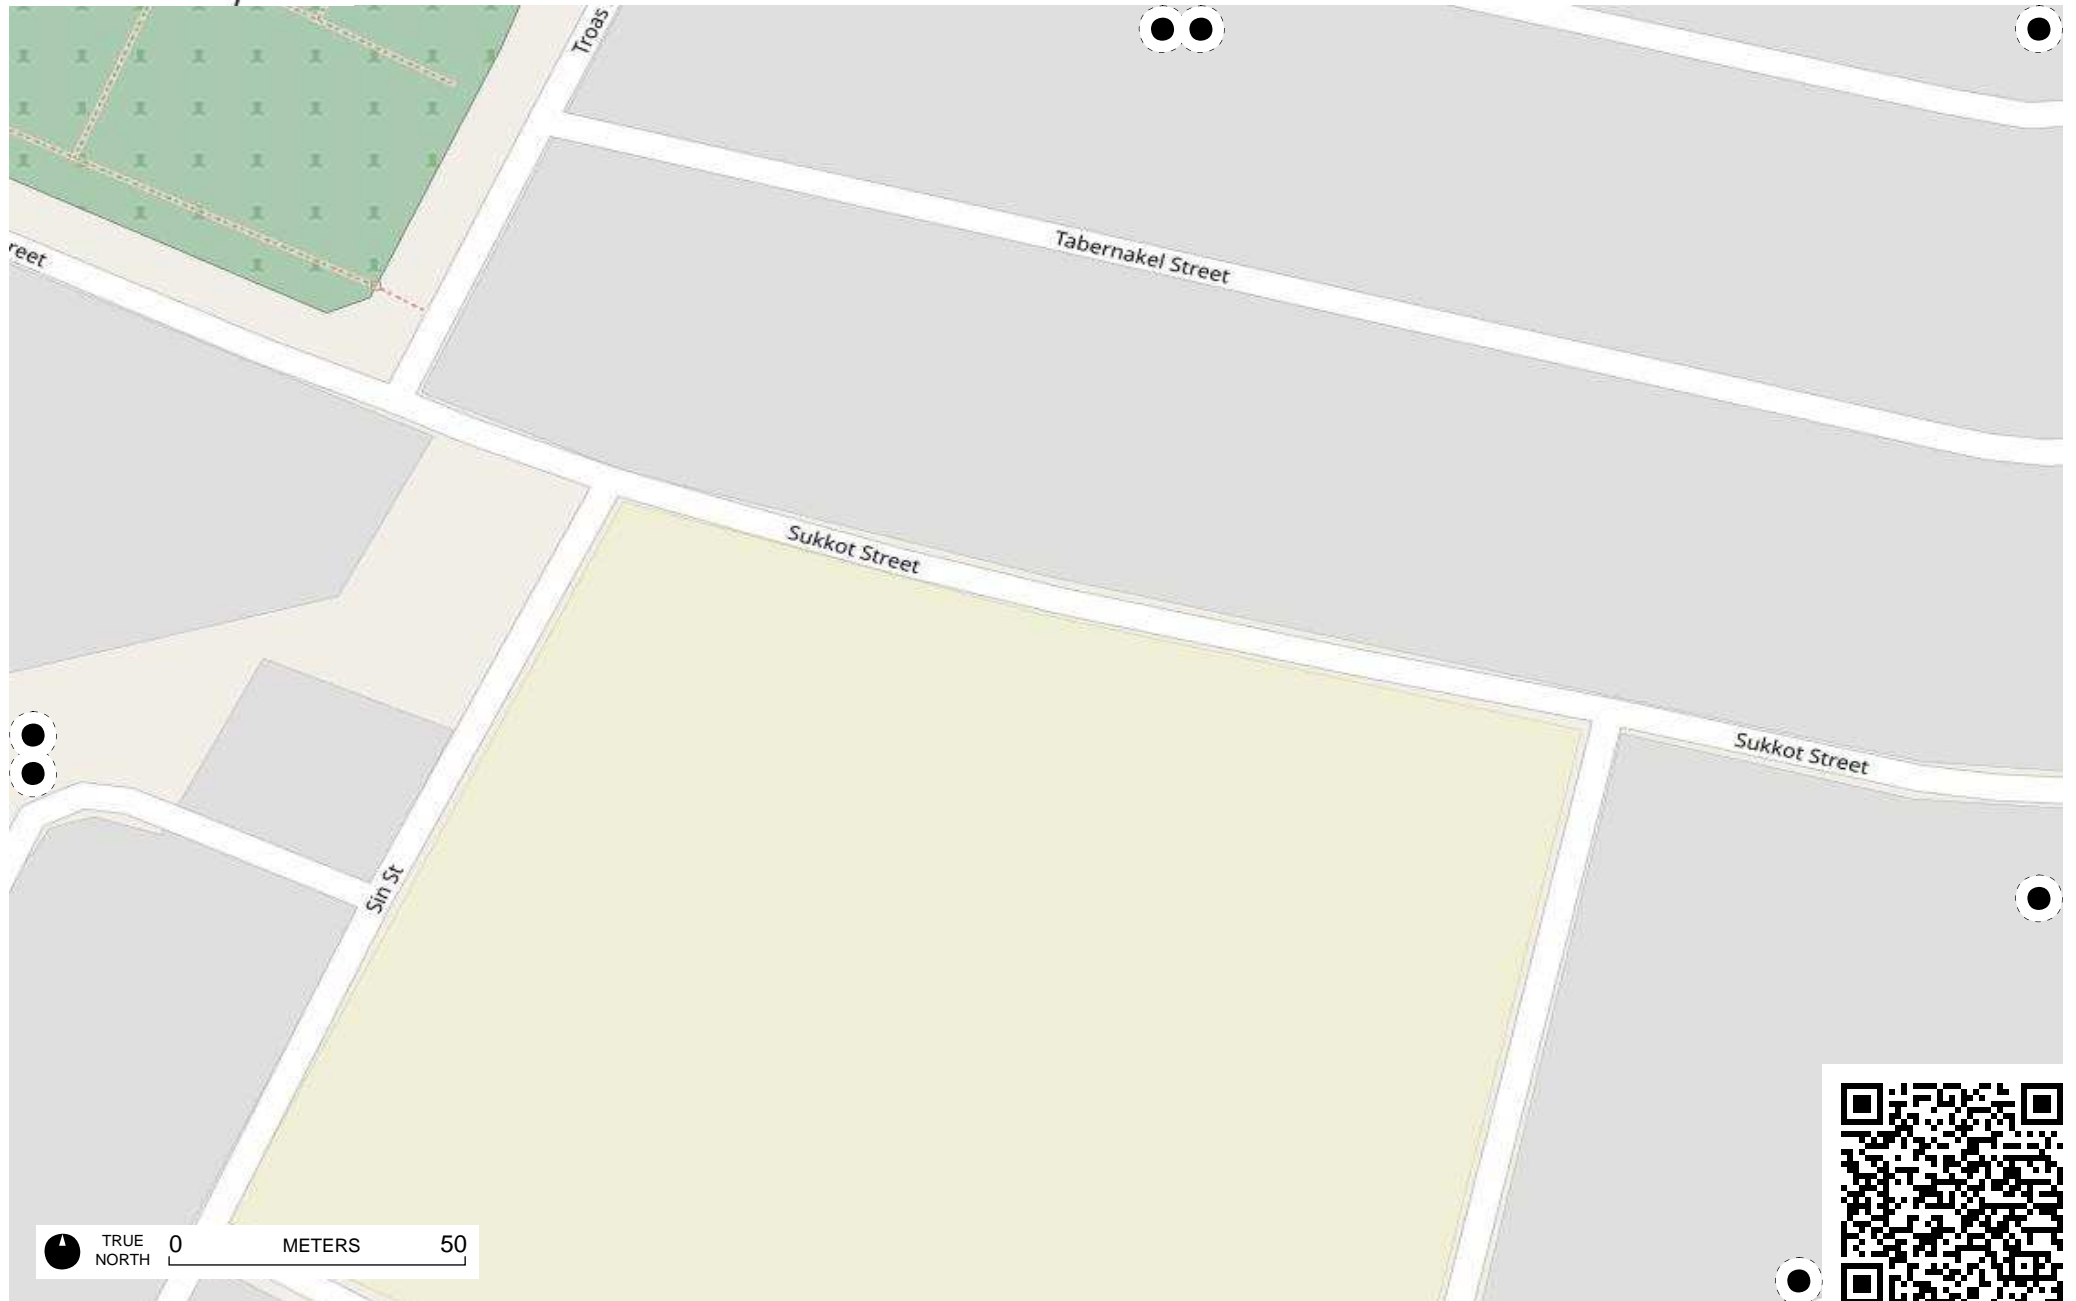 Troas
reet
Tabernakel Street
Sukkot Street
Sukkot Street
Sin St
TRUE
NORTH
0 METERS 50